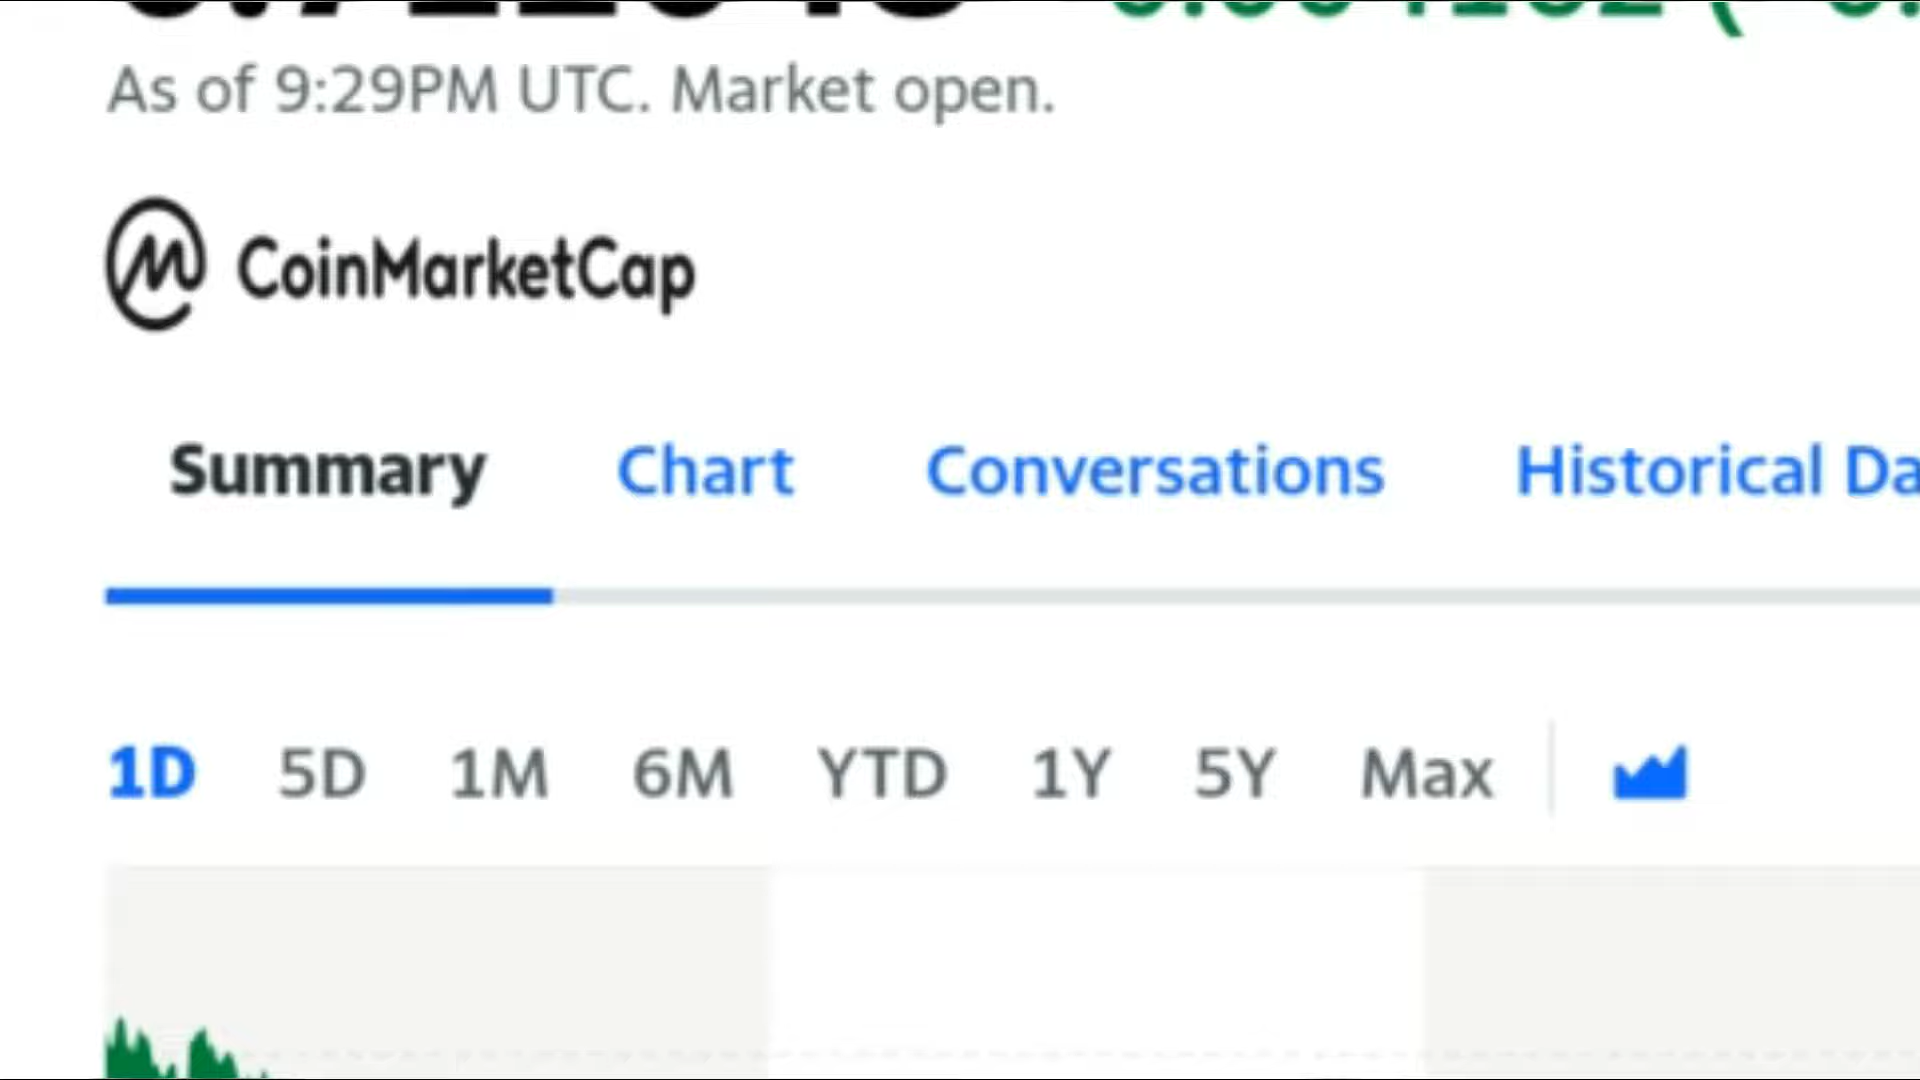 As of 9:29PM UTC. Market open.
CoinMarketCap
Summary Chart Conversations Historical Da
1D 5D 1M 6M YTD 1Y 5Y Max